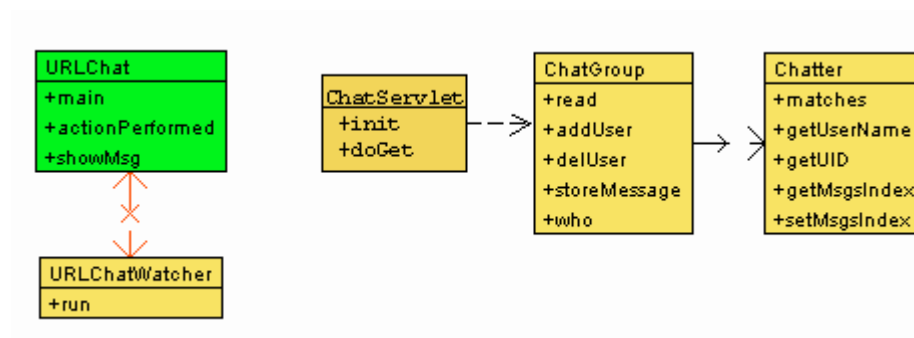 URLChat
+main
+actionPerformed
+showMsg
URLChatWatcher
+run
ChatServlet
+init
+doGet
ChatGroup
+read
+addUser
+delUser
+storeMessage
+who
Chatter
+matches
+getUserName
+getUID
+getMsgsIndex
+setMsgsIndex